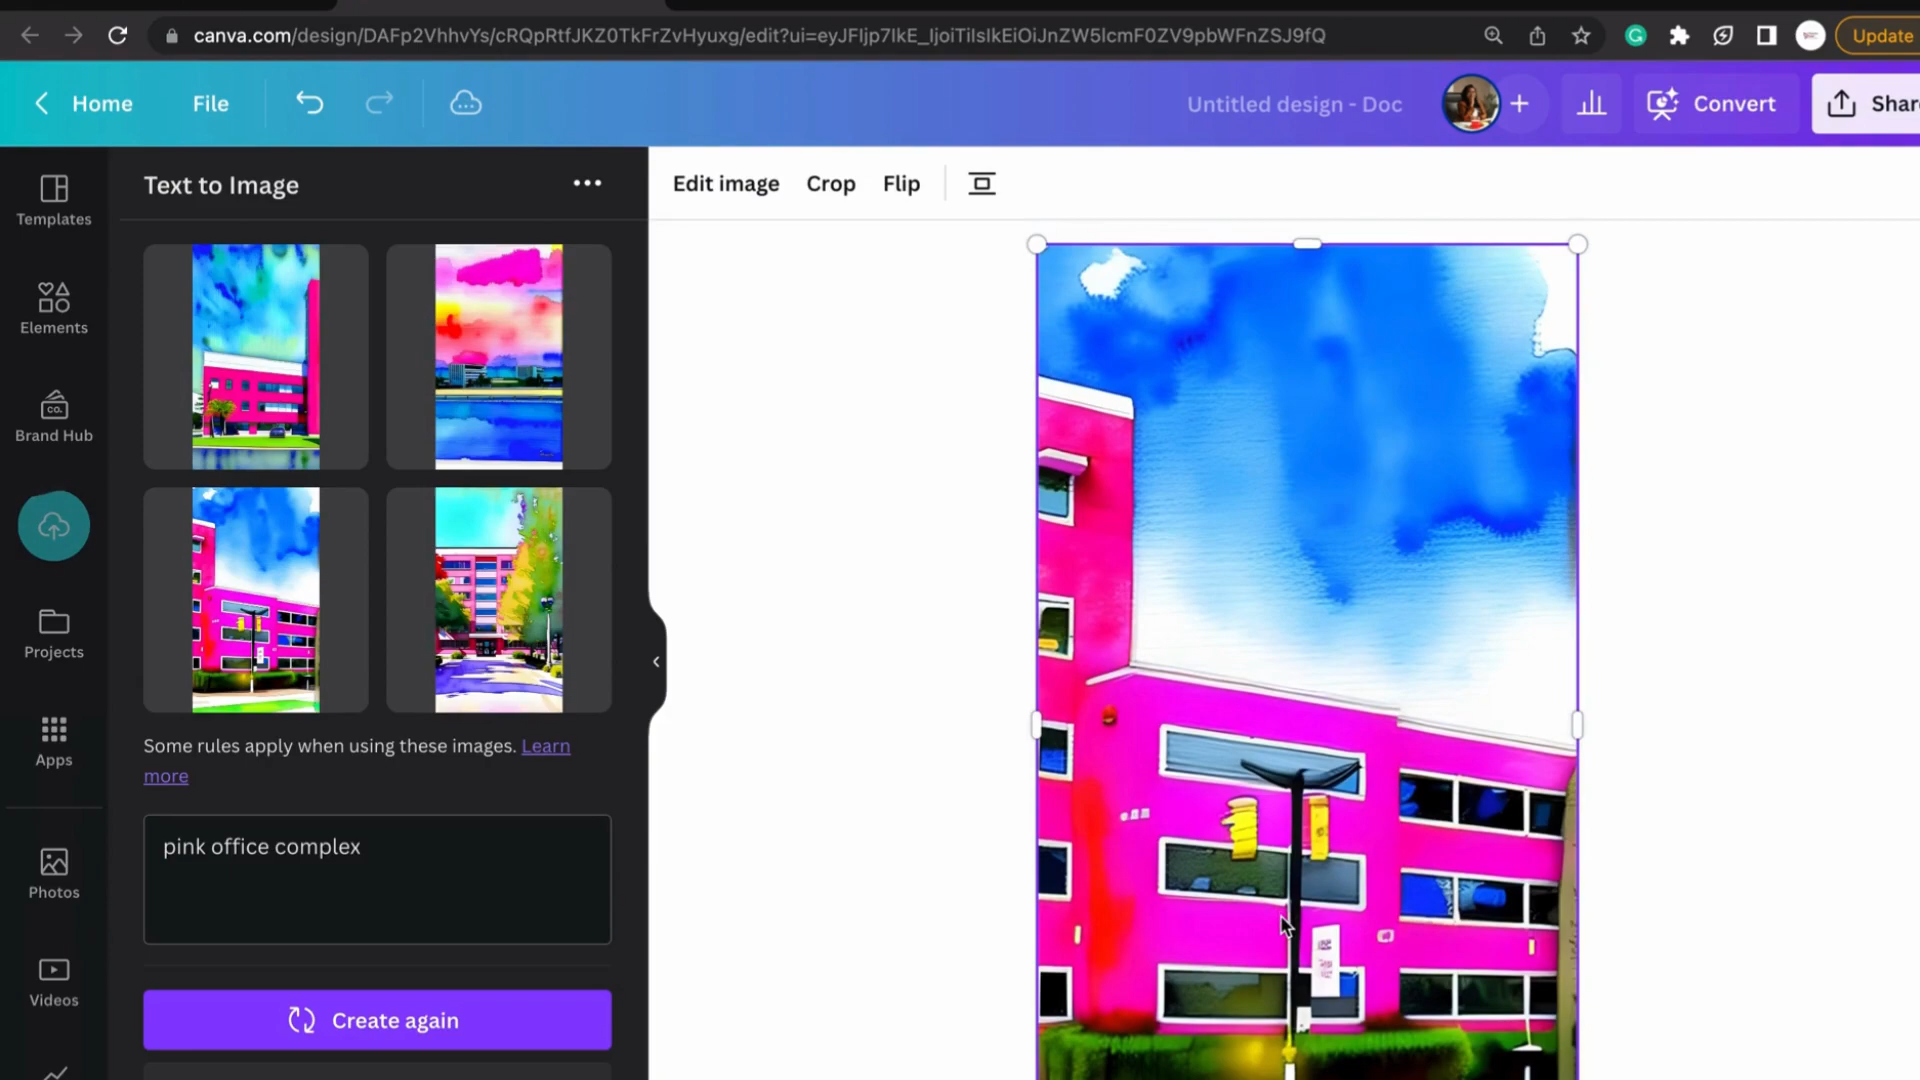 canva.com/design/DAFp2VhhvYs/cRQpRtfJKZ0TkFrZvHyuxg/edit?ui=eyJFIjp7IkE_IjoiTiIsIkEiOiJnZW5lcmF0ZV9pbWFnZSJ9fQ
Update
Home
File
Untitled design - Doc
Convert
Templates
Text to Image
Edit image
Crop
Flip
Elements
Brand Hub
Projects
Apps
Photos
Videos
Some rules apply when using these images. Learn
more
pink office complex
Create again